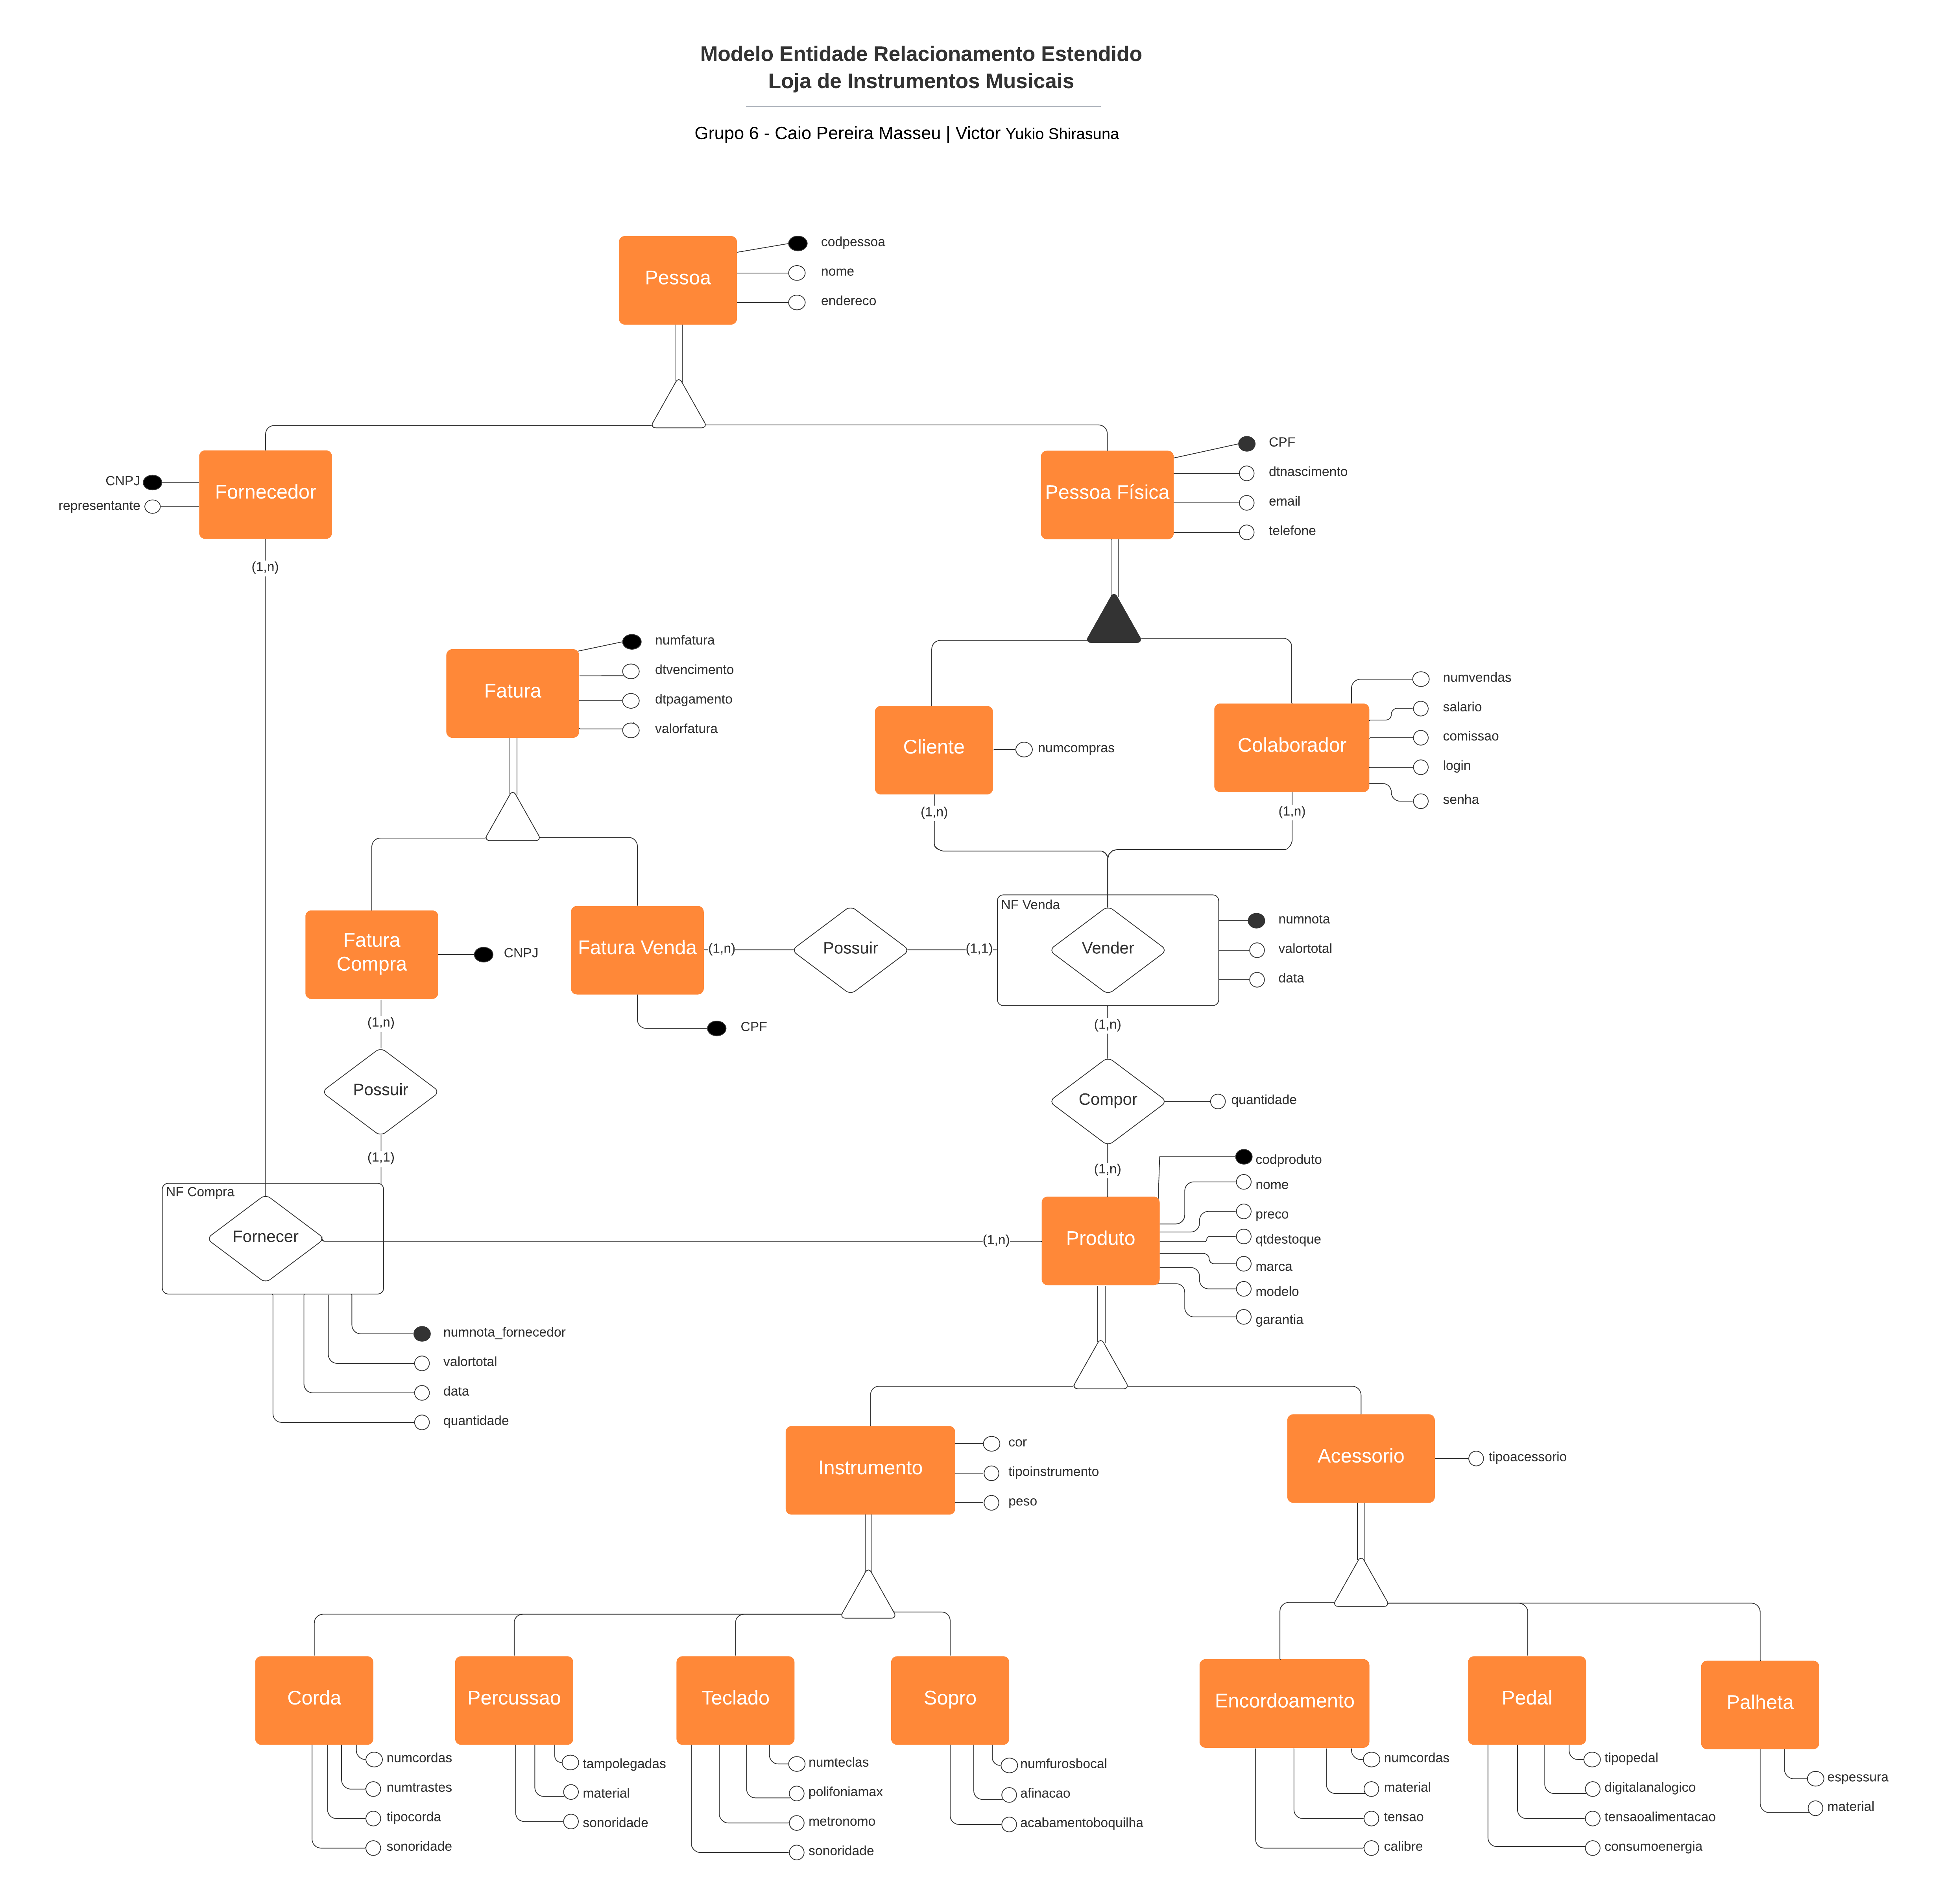 Modelo Entidade Relacionamento Estendido
Loja de Instrumentos Musicais
Grupo 6 - Caio Pereira Masseu | Victor Yukio Shirasuna
Pessoa
codpessoa
nome
endereco
CNPJ
representante
Fornecedor
(1,n)
Pessoa Física
CPF
dtnascimento
email
telefone
Fatura
numfatura
dtvencimento
dtpagamento
valorfatura
Cliente
numcompras
(1,n)
Colaborador
numvendas
salario
comissao
login
senha
(1,n)
Fatura
Compra
CNPJ
(1,n)
Fatura Venda
(1,n)
CPF
Possuir
(1,1)
NF Venda
Vender
numnota
valortotal
data
(1,n)
Possuir
(1,1)
Compor
quantidade
(1,n)
NF Compra
Fornecer
(1,n)
Produto
codproduto
nome
preco
qtdestoque
marca
modelo
garantia
numnota_fornecedor
valortotal
data
quantidade
Instrumento
cor
tipoinstrumento
peso
Acessorio
tipoacessorio
Corda
numcordas
numtrastes
tipocorda
sonoridade
Percussao
tampolegadas
material
sonoridade
Teclado
numteclas
polifoniamax
metronomo
sonoridade
Sopro
numfurosbocal
afinacao
acabamentoboquilha
Encordoamento
numcordas
material
tensao
calibre
Pedal
tipopedal
digitalanalogico
tensaoalimentacao
consumoenergia
Palheta
espessura
material